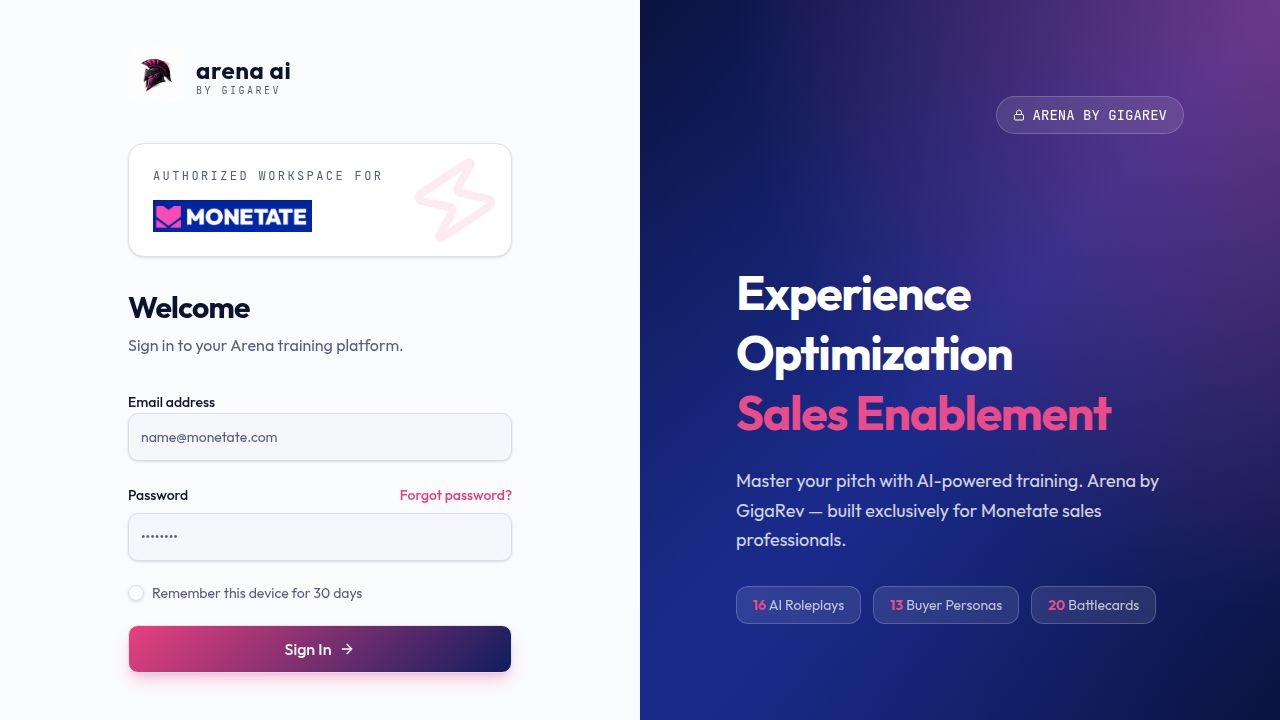 arena ai
BY GIGAREV
AUTHORIZED WORKSPACE FOR
MONETATE
Welcome
Sign in to your Arena training platform.
Email address
name@monetate.com
Password
Forgot password?
••••••••
Remember this device for 30 days
Sign In →
ARENA BY GIGAREV
Experience
Optimization
Sales Enablement
Master your pitch with AI-powered training. Arena by
GigaRev — built exclusively for Monetate sales
professionals.
16 AI Roleplays
13 Buyer Personas
20 Battlecards